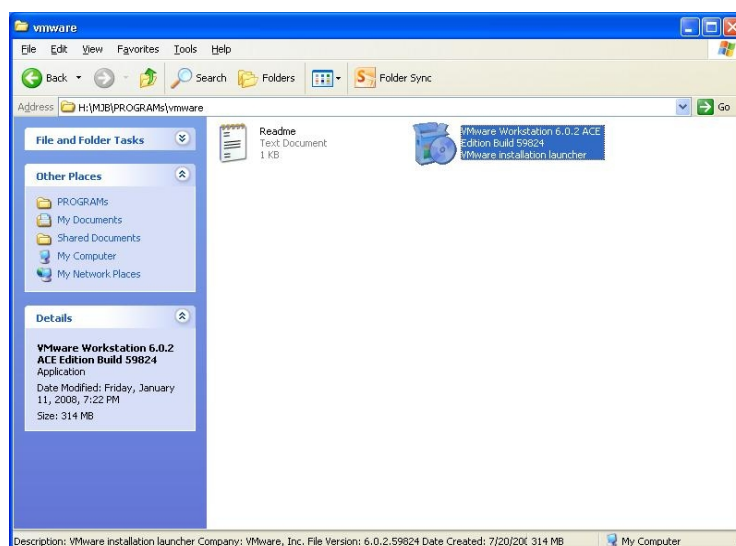 vmware
File Edit View Favorites Tools Help
Back Search Folders Folder Sync
Address H:\MJB\PROGRAMs\vmware Go
File and Folder Tasks
Other Places
PROGRAMs
My Documents
Shared Documents
My Computer
My Network Places
Details
VMware Workstation 6.0.2
ACE Edition Build 59824
Application
Date Modified: Friday, January
11, 2008, 7:22 PM
Size: 314 MB
Readme
Text Document
1 KB
VMware Workstation 6.0.2 ACE
Edition Build 59824
VMware installation launcher
Description: VMware installation launcher Company: VMware, Inc. File Version: 6.0.2.59824 Date Created: 7/20/20 314 MB My Computer